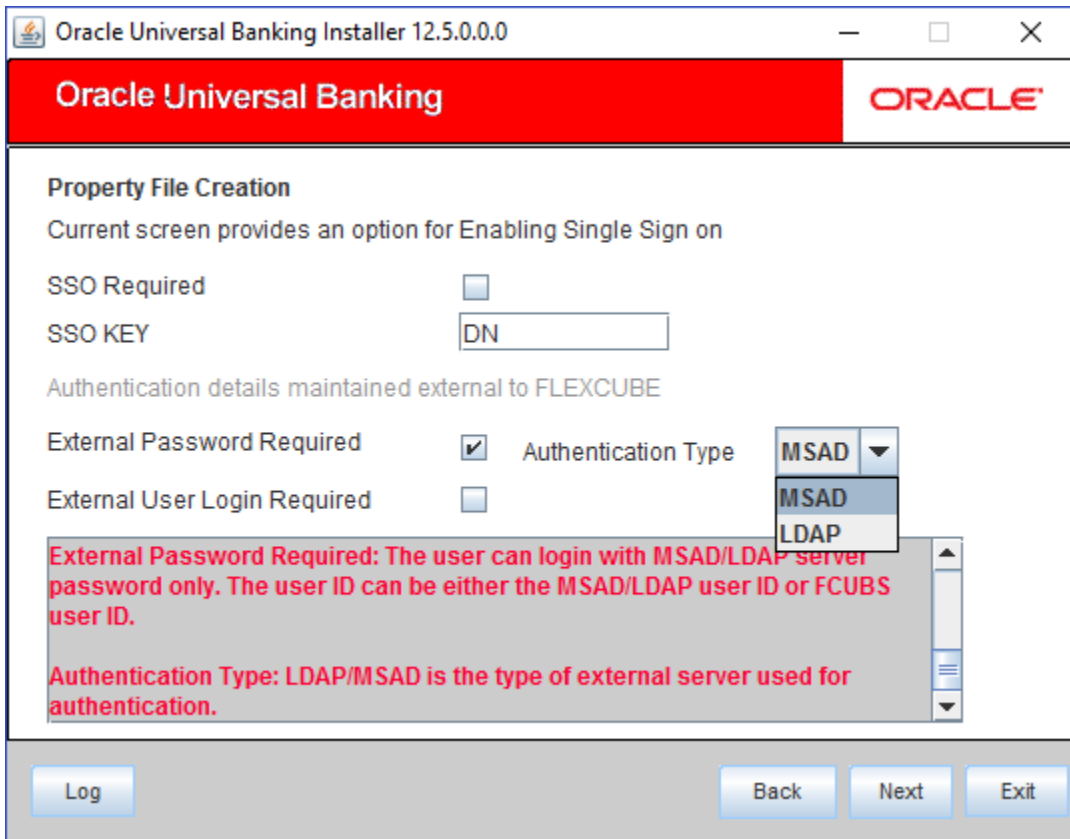 Oracle Universal Banking Installer 12.5.0.0.0
Oracle Universal Banking
ORACLE
Property File Creation
Current screen provides an option for Enabling Single Sign on
SSO Required
SSO KEY
DN
Authentication details maintained external to FLEXCUBE
External Password Required
Authentication Type
MSAD
External User Login Required
MSAD
LDAP
External Password Required: The user can login with MSAD/LDAP server
password only. The user ID can be either the MSAD/LDAP user ID or FCUBS
user ID.
Authentication Type: LDAP/MSAD is the type of external server used for
authentication.
Log
Back
Next
Exit